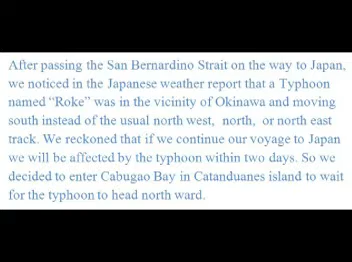 After passing the San Bernardino Strait on the way to Japan,
we noticed in the Japanese weather report that a Typhoon
named “Roke” was in the vicinity of Okinawa and moving
south instead of the usual north west,  north,  or north east
track. We reckoned that if we continue our voyage to Japan
we will be affected by the typhoon within two days. So we
decided to enter Cabugao Bay in Catanduanes island to wait
for the typhoon to head north ward.